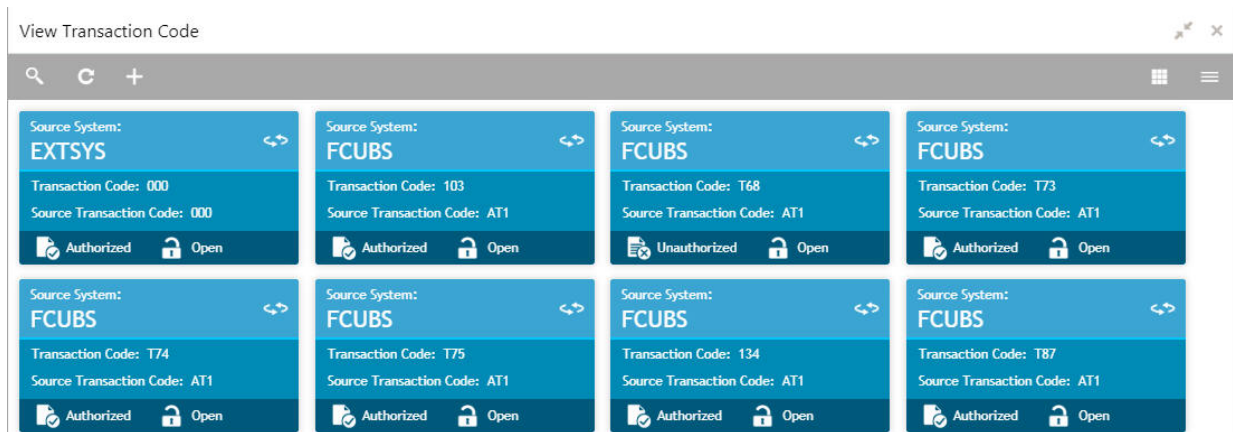 View Transaction Code
Source System:
EXTSYS
Transaction Code: 000
Source Transaction Code: 000
Authorized Open
Source System:
FCUBS
Transaction Code: 103
Source Transaction Code: AT1
Authorized Open
Source System:
FCUBS
Transaction Code: T68
Source Transaction Code: AT1
Unauthorized Open
Source System:
FCUBS
Transaction Code: T73
Source Transaction Code: AT1
Authorized Open
Source System:
FCUBS
Transaction Code: T74
Source Transaction Code: AT1
Authorized Open
Source System:
FCUBS
Transaction Code: T75
Source Transaction Code: AT1
Authorized Open
Source System:
FCUBS
Transaction Code: 134
Source Transaction Code: AT1
Authorized Open
Source System:
FCUBS
Transaction Code: T87
Source Transaction Code: AT1
Authorized Open